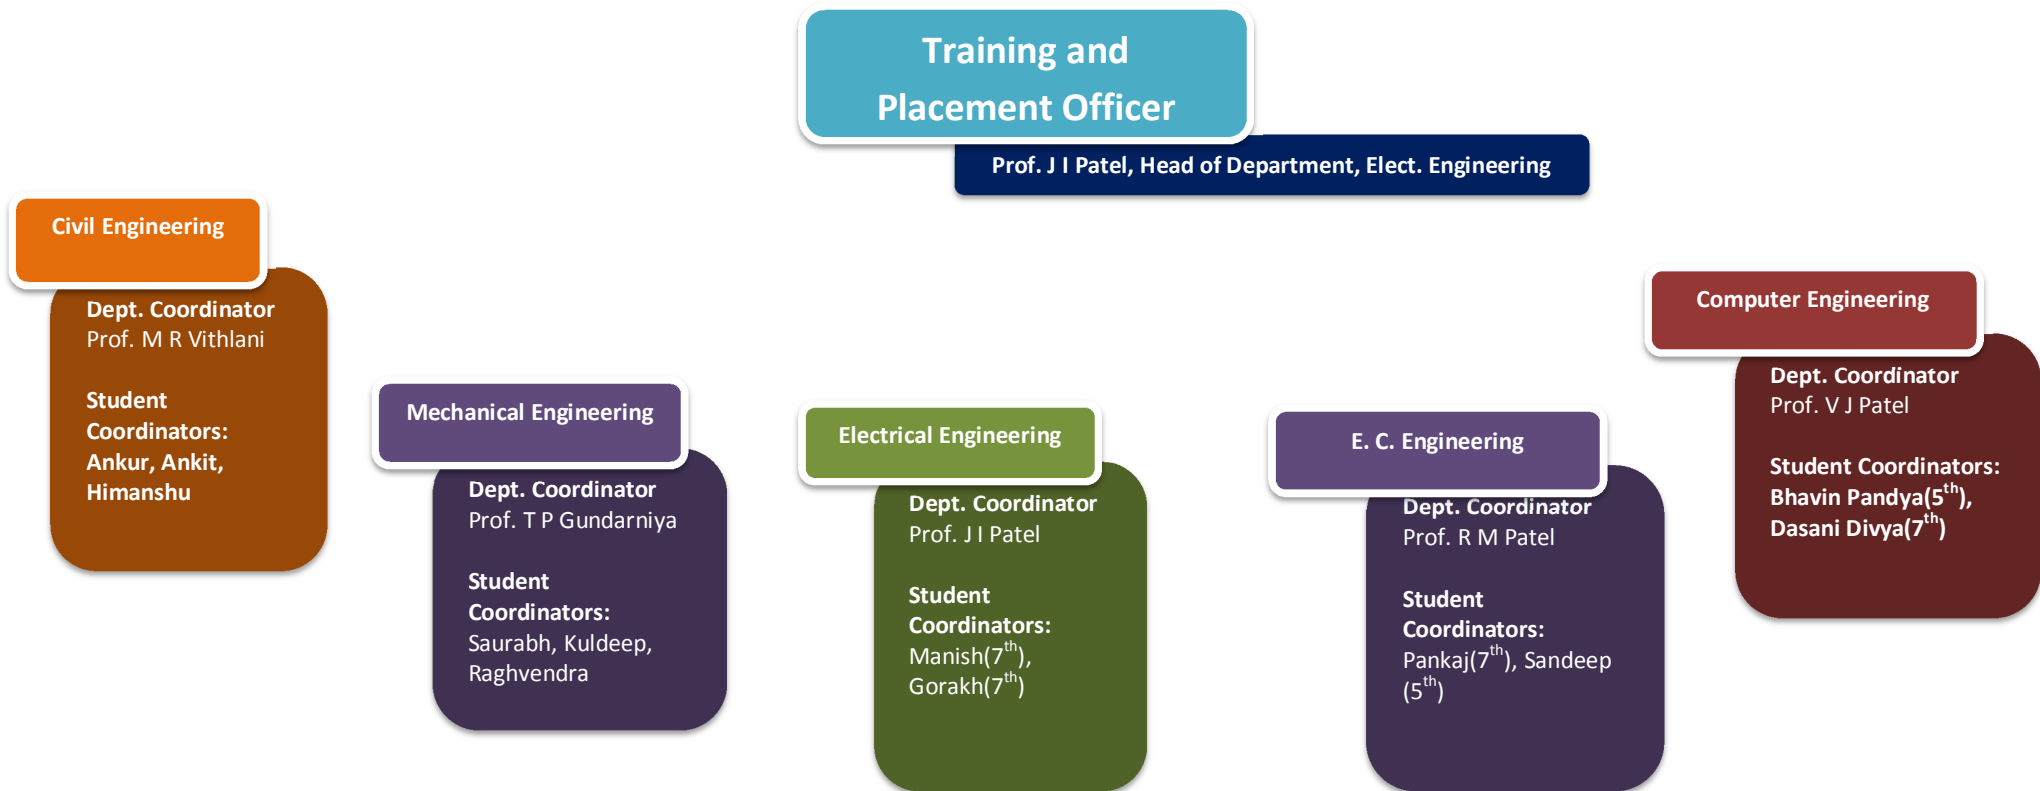 Training and
Placement Officer
Prof. J I Patel, Head of Department, Elect. Engineering
Civil Engineering
Dept. Coordinator
Prof. M R Vithlani
Student
Coordinators:
Ankur, Ankit,
Himanshu
Mechanical Engineering
Dept. Coordinator
Prof. T P Gundarniya
Student
Coordinators:
Saurabh, Kuldeep,
Raghvendra
Electrical Engineering
Dept. Coordinator
Prof. J I Patel
Student
Coordinators:
Manish(7th),
Gorakh(7th)
E. C. Engineering
Dept. Coordinator
Prof. R M Patel
Student
Coordinators:
Pankaj(7th), Sandeep
(5th)
Computer Engineering
Dept. Coordinator
Prof. V J Patel
Student Coordinators:
Bhavin Pandya(5th),
Dasani Divya(7th)